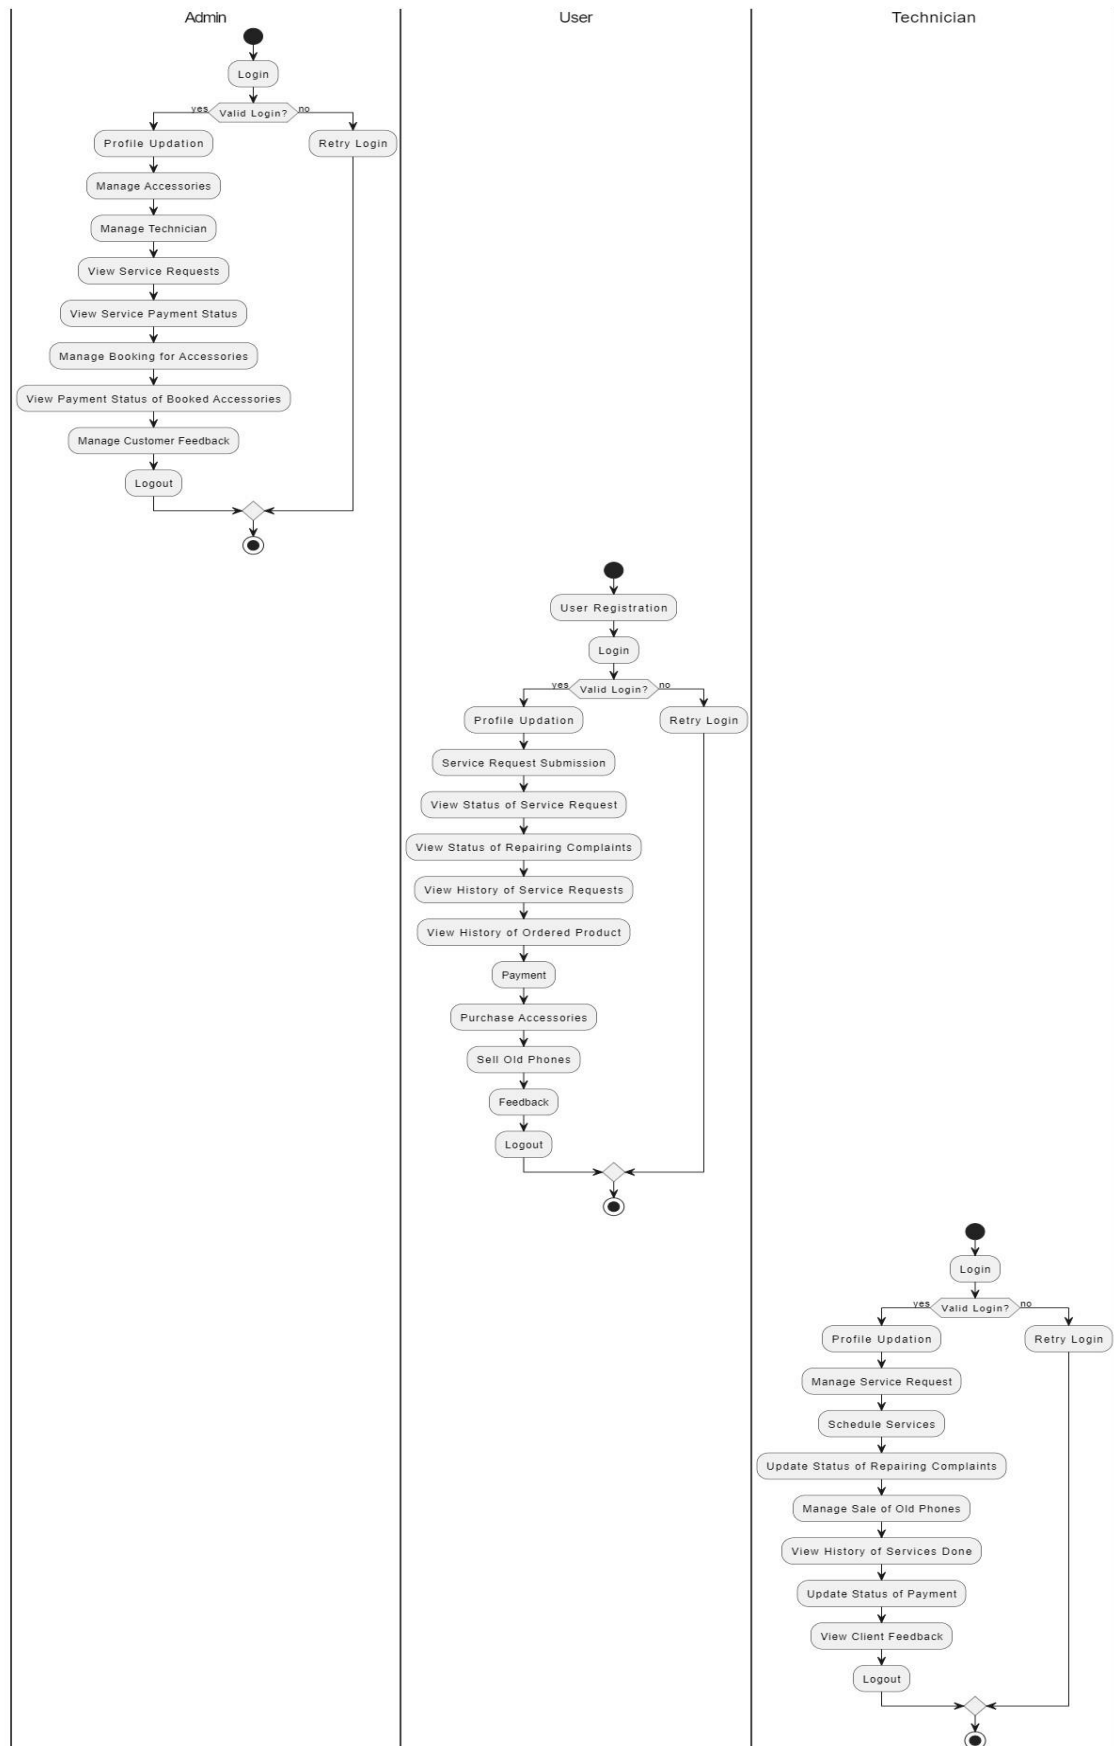 Admin
User
Technician
Login
yes
Valid Login?
no
Profile Updation
Retry Login
Manage Accessories
Manage Technician
View Service Requests
View Service Payment Status
Manage Booking for Accessories
View Payment Status of Booked Accessories
Manage Customer Feedback
Logout
User Registration
Login
yes
Valid Login?
no
Profile Updation
Retry Login
Service Request Submission
View Status of Service Request
View Status of Repairing Complaints
View History of Service Requests
View History of Ordered Product
Payment
Purchase Accessories
Sell Old Phones
Feedback
Logout
Login
yes
Valid Login?
no
Profile Updation
Retry Login
Manage Service Request
Schedule Services
Update Status of Repairing Complaints
Manage Sale of Old Phones
View History of Services Done
Update Status of Payment
View Client Feedback
Logout